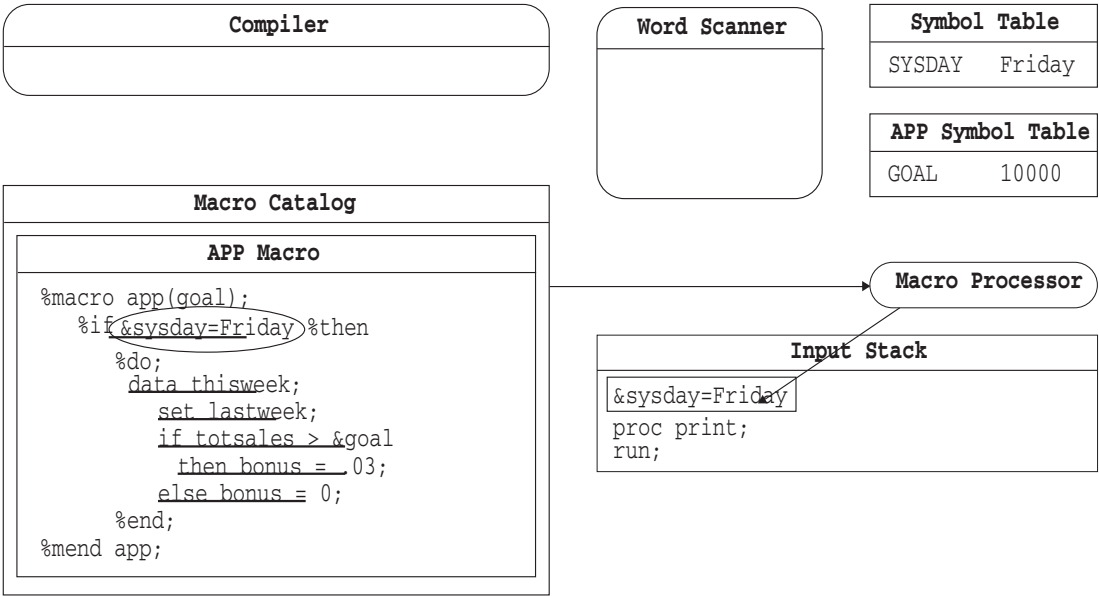 Compiler
Word Scanner
Symbol Table
SYSDAY Friday
APP Symbol Table
GOAL 10000
Macro Catalog
APP Macro
%macro app(goal);
%if &sysday=Friday %then
%do;
data thisweek;
set lastweek;
if totsales > &goal
then bonus = .03;
else bonus = 0;
%end;
%mend app;
Macro Processor
Input Stack
&sysday=Friday
proc print;
run;